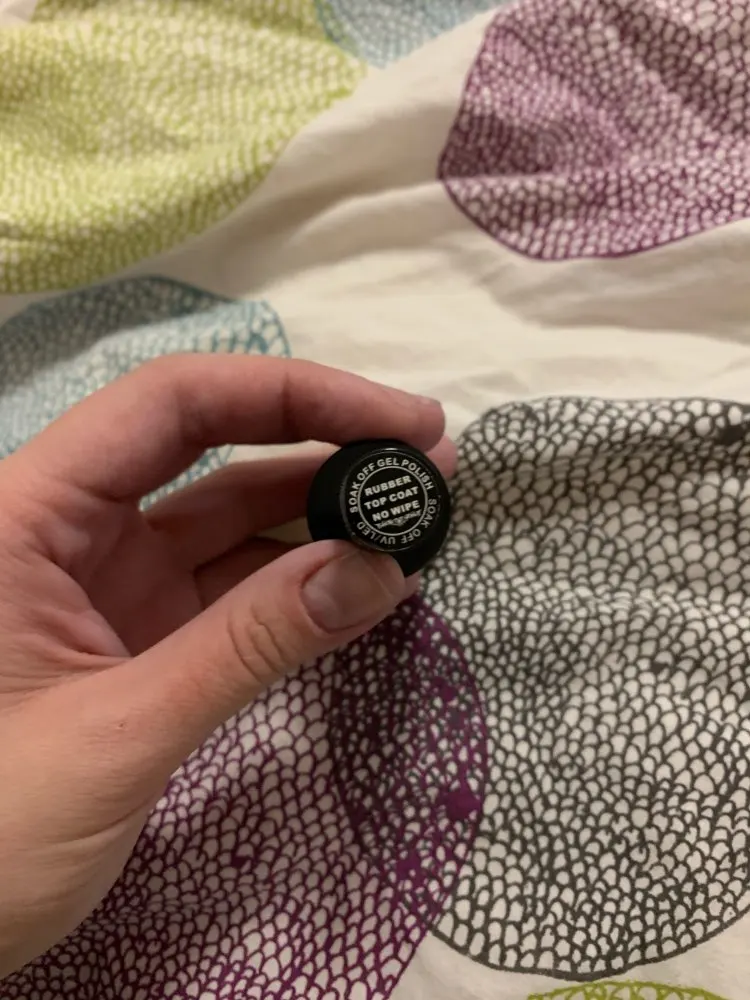 SOAK OFF GEL POLISH
RUBBER
TOP COAT
NO WIPE
SOAK OFF UV/LED